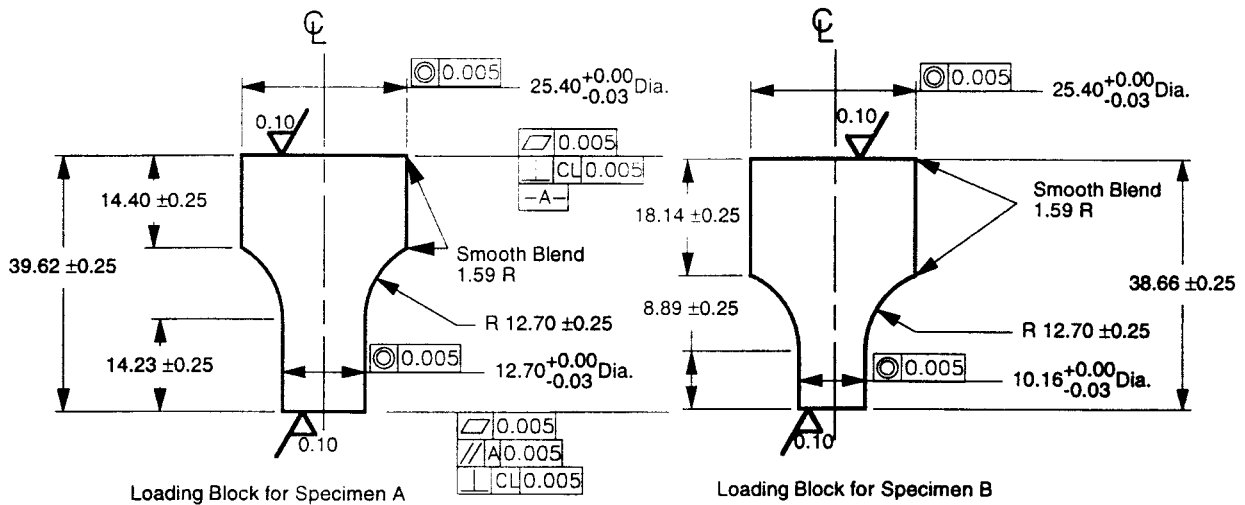 ℄
◎ 0.005
25.40 +0.00 -0.03 Dia.
0.10
⏥ 0.005
⊥ CL 0.005
-A-
14.40 ±0.25
39.62 ±0.25
Smooth Blend
1.59 R
R 12.70 ±0.25
14.23 ±0.25
◎ 0.005
12.70 +0.00 -0.03 Dia.
0.10
⏥ 0.005
// A 0.005
⊥ CL 0.005
Loading Block for Specimen A
℄
◎ 0.005
25.40 +0.00 -0.03 Dia.
0.10
Smooth Blend
1.59 R
18.14 ±0.25
38.66 ±0.25
8.89 ±0.25
R 12.70 ±0.25
◎ 0.005
10.16 +0.00 -0.03 Dia.
0.10
Loading Block for Specimen B